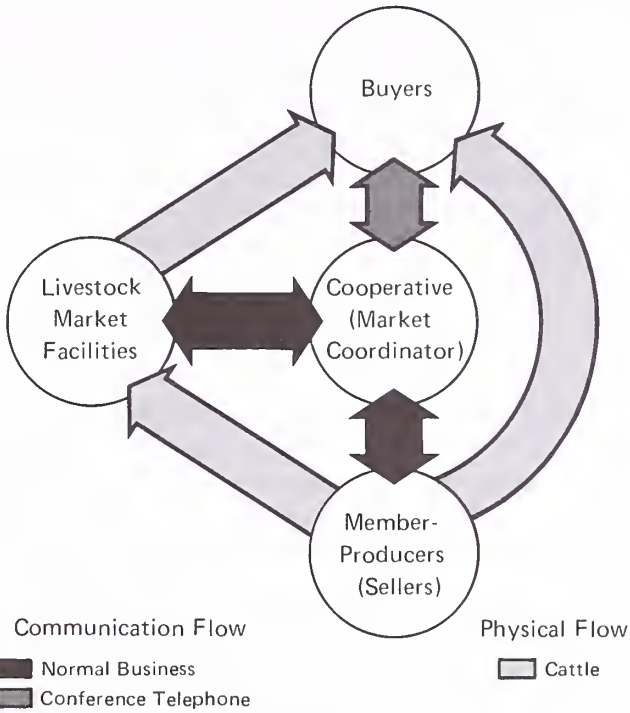 Buyers
Livestock
Market
Facilities
Cooperative
(Market
Coordinator)
Member-
Producers
(Sellers)
Communication Flow
Normal Business
Conference Telephone
Physical Flow
Cattle